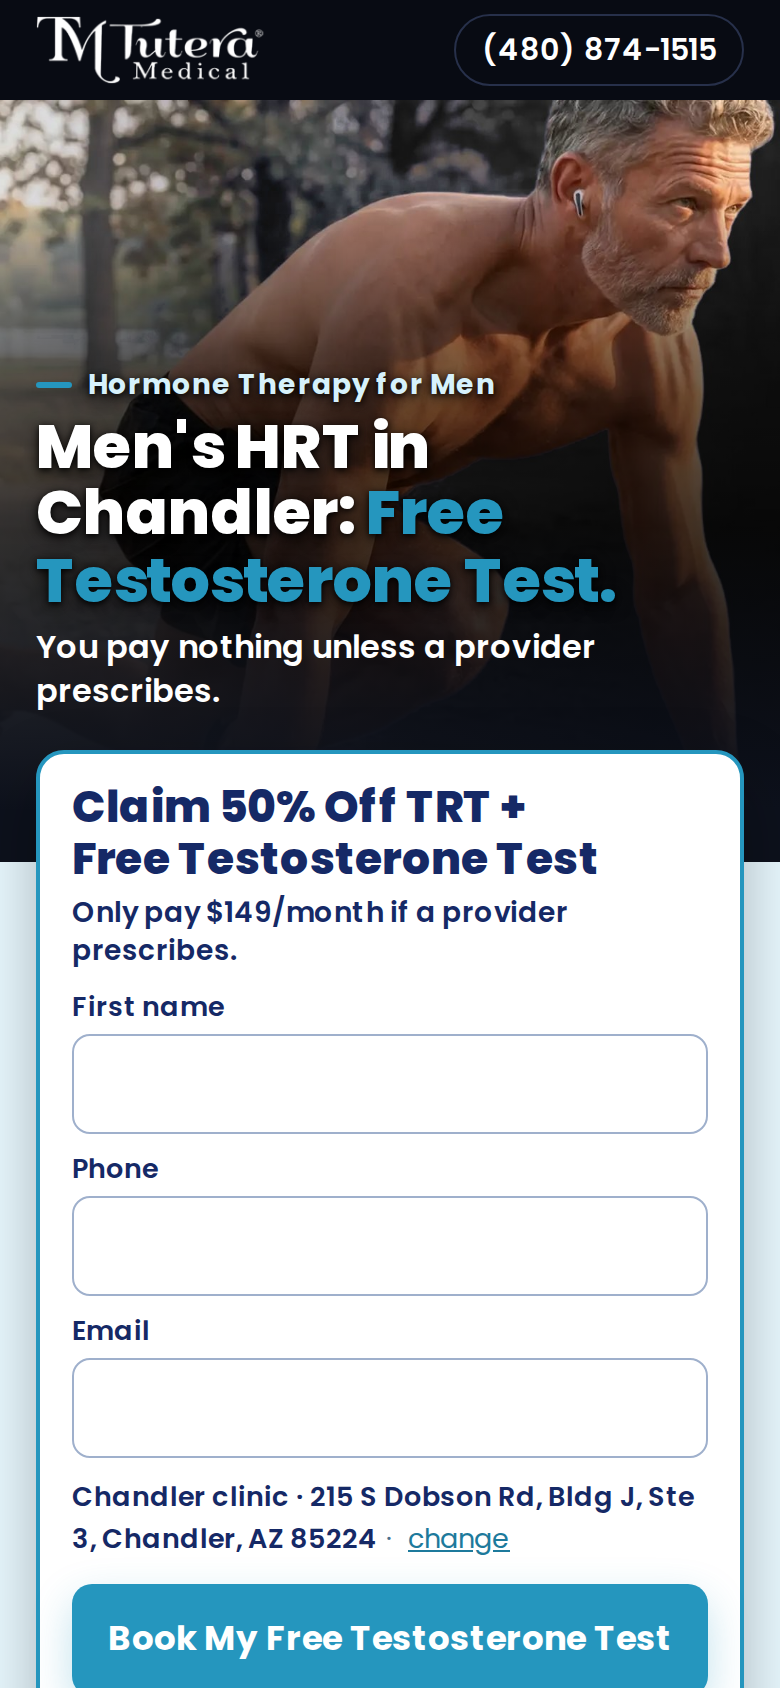 TM Tutera®
Medical
(480) 874-1515
Hormone Therapy for Men
Men's HRT in
Chandler: Free
Testosterone Test.
You pay nothing unless a provider
prescribes.
Claim 50% Off TRT +
Free Testosterone Test
Only pay $149/month if a provider
prescribes.
First name
Phone
Email
Chandler clinic · 215 S Dobson Rd, Bldg J, Ste
3, Chandler, AZ 85224 · change
Book My Free Testosterone Test